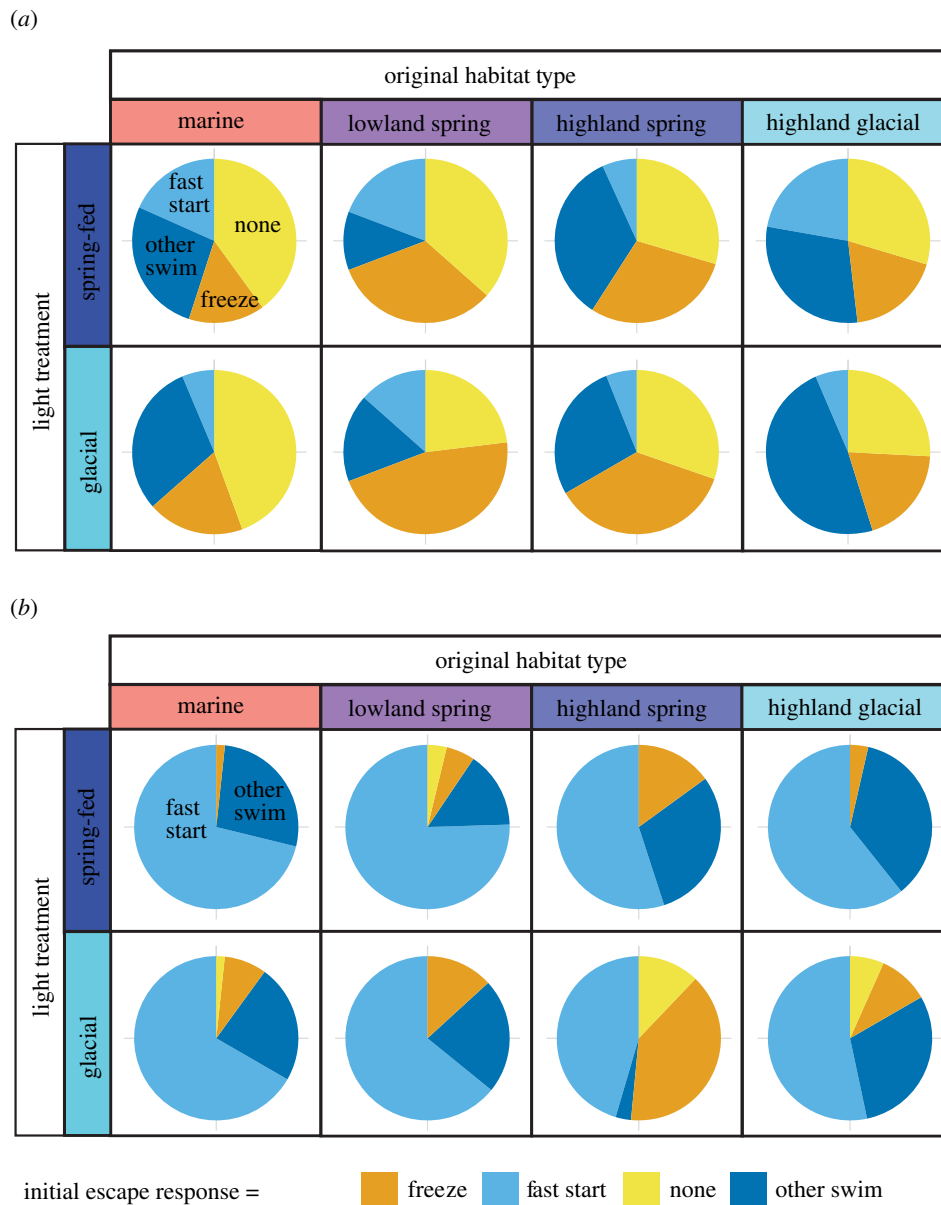 (a)
original habitat type
marine
lowland spring
highland spring
highland glacial
light treatment
spring-fed
fast
start
none
other
swim
freeze
glacial
(b)
original habitat type
marine
lowland spring
highland spring
highland glacial
light treatment
spring-fed
fast
start
other
swim
glacial
initial escape response =
freeze
fast start
none
other swim